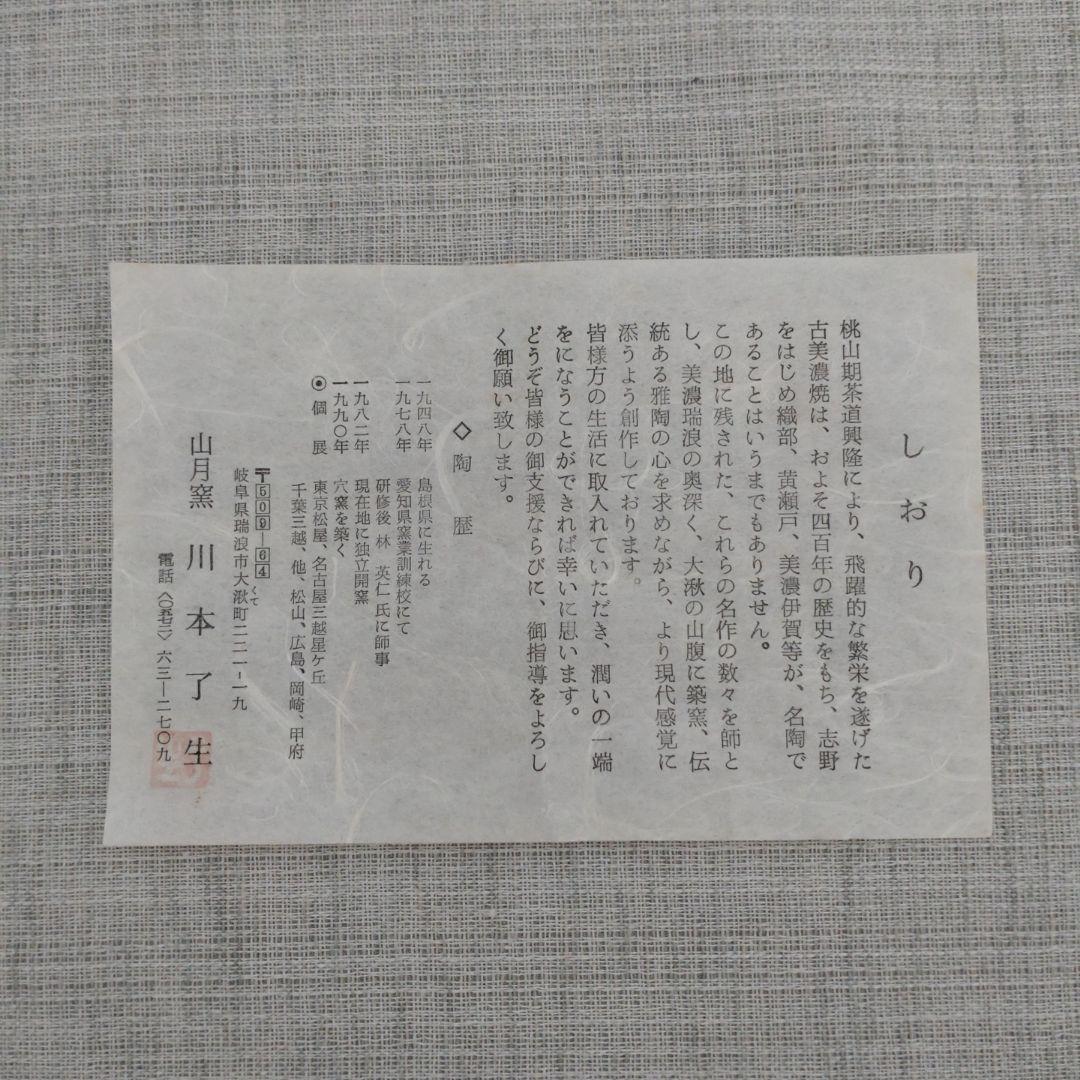 しおり
桃山期茶道興隆により、飛躍的な繁栄を遂げた
古美濃焼は、およそ四百年の歴史をもち、志野
をはじめ織部、黄瀬戸、美濃伊賀等が、名陶で
あることはいうまでもありません。
この地に残された、これらの名作の数々を師と
し、美濃瑞浪の奥深く、大湫の山腹に築窯、伝
統ある雅陶の心を求めながら、より現代感覚に
添うよう創作しております。
皆様方の生活に取入れていただき、潤いの一端
をになうことができれば幸いに思います。
どうぞ皆様の御支援ならびに、御指導をよろし
く御願い致します。
◇陶歴
一九四八年 島根県に生れる
一九七八年 愛知県窯業訓練校にて
研修後 林 英仁氏に師事
一九八二年 現在地に独立開窯
一九九〇年 穴窯を築く
◉個展 東京松屋、名古屋三越星ヶ丘
千葉三越、他、松山、広島、岡崎、甲府
〒509-64
岐阜県瑞浪市大湫町二二一-一九
くて
山月窯 川本了生
電話〈〇五七二〉六三-二七〇九